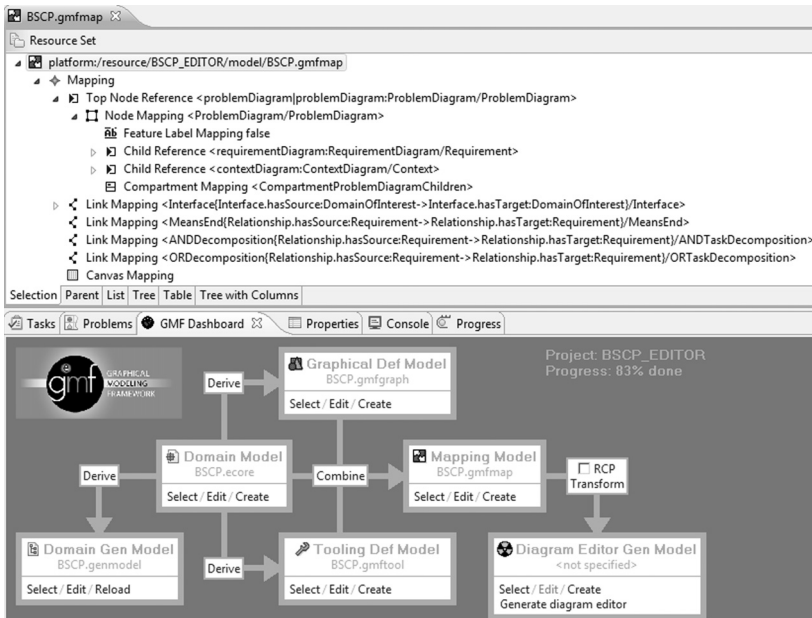 BSCP.gmfmap
Resource Set
platform:/resource/BSCP_EDITOR/model/BSCP.gmfmap
Mapping
Top Node Reference <problemDiagram|problemDiagram:ProblemDiagram/ProblemDiagram>
Node Mapping <ProblemDiagram/ProblemDiagram>
Feature Label Mapping false
Child Reference <requirementDiagram:RequirementDiagram/Requirement>
Child Reference <contextDiagram:ContextDiagram/Context>
Compartment Mapping <CompartmentProblemDiagramChildren>
Link Mapping <Interface{Interface.hasSource:DomainOfInterest->Interface.hasTarget:DomainOfInterest}/Interface>
Link Mapping <MeansEnd{Relationship.hasSource:Requirement->Relationship.hasTarget:Requirement}/MeansEnd>
Link Mapping <ANDDecomposition{Relationship.hasSource:Requirement->Relationship.hasTarget:Requirement}/ANDTaskDecomposition>
Link Mapping <ORDecomposition{Relationship.hasSource:Requirement->Relationship.hasTarget:Requirement}/ORTaskDecomposition>
Canvas Mapping
Selection Parent List Tree Table Tree with Columns
Tasks Problems GMF Dashboard Properties Console Progress
gmf GRAPHICAL MODELING FRAMEWORK
Project: BSCP_EDITOR
Progress: 83% done
Derive
Graphical Def Model
BSCP.gmfgraph
Select / Edit / Create
Derive
Domain Model
BSCP.ecore
Select / Edit / Create
Combine
Mapping Model
BSCP.gmfmap
Select / Edit / Create
RCP
Transform
Domain Gen Model
BSCP.genmodel
Select / Edit / Reload
Derive
Tooling Def Model
BSCP.gmftool
Select / Edit / Create
Diagram Editor Gen Model
<not specified>
Select / Edit / Create
Generate diagram editor